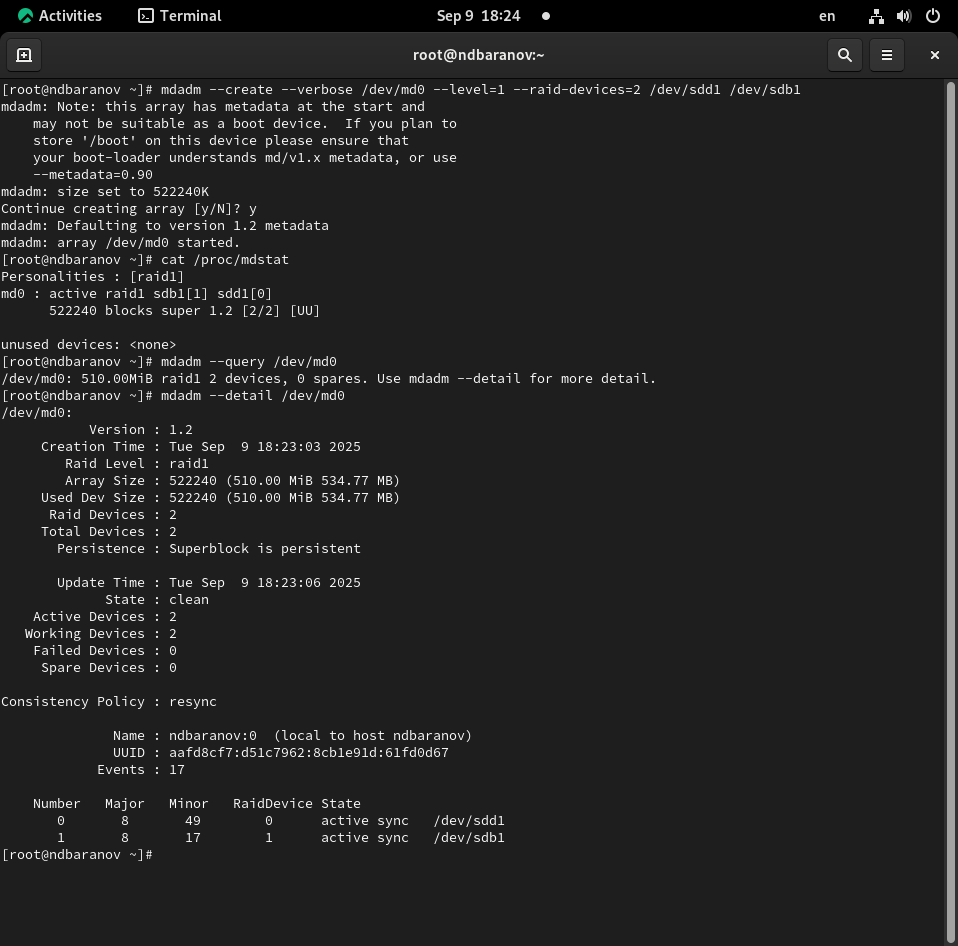 Activities Terminal Sep 9 18:24 en
root@ndbaranov:~
[root@ndbaranov ~]# mdadm --create --verbose /dev/md0 --level=1 --raid-devices=2 /dev/sdd1 /dev/sdb1
mdadm: Note: this array has metadata at the start and
    may not be suitable as a boot device.  If you plan to
    store '/boot' on this device please ensure that
    your boot-loader understands md/v1.x metadata, or use
    --metadata=0.90
mdadm: size set to 522240K
Continue creating array [y/N]? y
mdadm: Defaulting to version 1.2 metadata
mdadm: array /dev/md0 started.
[root@ndbaranov ~]# cat /proc/mdstat
Personalities : [raid1]
md0 : active raid1 sdb1[1] sdd1[0]
      522240 blocks super 1.2 [2/2] [UU]

unused devices: <none>
[root@ndbaranov ~]# mdadm --query /dev/md0
/dev/md0: 510.00MiB raid1 2 devices, 0 spares. Use mdadm --detail for more detail.
[root@ndbaranov ~]# mdadm --detail /dev/md0
/dev/md0:
           Version : 1.2
     Creation Time : Tue Sep  9 18:23:03 2025
        Raid Level : raid1
        Array Size : 522240 (510.00 MiB 534.77 MB)
     Used Dev Size : 522240 (510.00 MiB 534.77 MB)
      Raid Devices : 2
     Total Devices : 2
       Persistence : Superblock is persistent

       Update Time : Tue Sep  9 18:23:06 2025
             State : clean
    Active Devices : 2
   Working Devices : 2
    Failed Devices : 0
     Spare Devices : 0

Consistency Policy : resync

              Name : ndbaranov:0  (local to host ndbaranov)
              UUID : aafd8cf7:d51c7962:8cb1e91d:61fd0d67
            Events : 17

    Number   Major   Minor   RaidDevice State
       0       8       49        0      active sync   /dev/sdd1
       1       8       17        1      active sync   /dev/sdb1
[root@ndbaranov ~]#